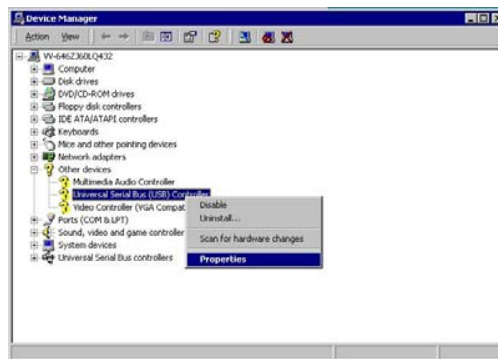 Device Manager
Action View
W-646ZJ60LQ432
Computer
Disk drives
DVD/CD-ROM drives
Floppy disk controllers
IDE ATA/ATAPI controllers
Keyboards
Mice and other pointing devices
Network adapters
Other devices
Multimedia Audio Controller
Universal Serial Bus (USB) Controller
Video Controller (VGA Compat
Ports (COM & LPT)
Sound, video and game controller
System devices
Universal Serial Bus controllers
Disable
Uninstall...
Scan for hardware changes
Properties